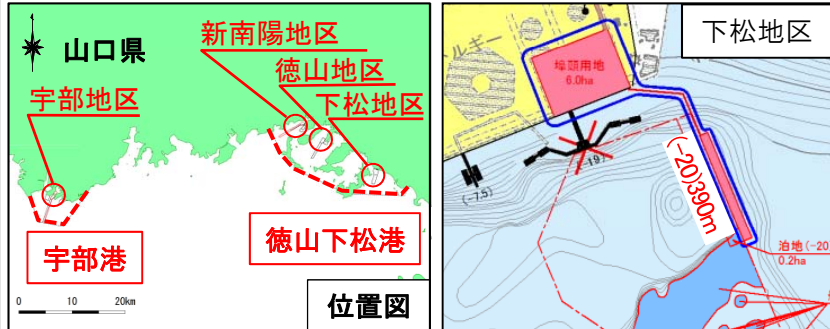 山口県
新南陽地区
徳山地区
下松地区
宇部地区
宇部港
徳山下松港
0 10 20km
位置図
下松地区
埠頭用地
6.0ha
(-19)
(-7.5)
(-20)390m
泊地(-20
0.2ha